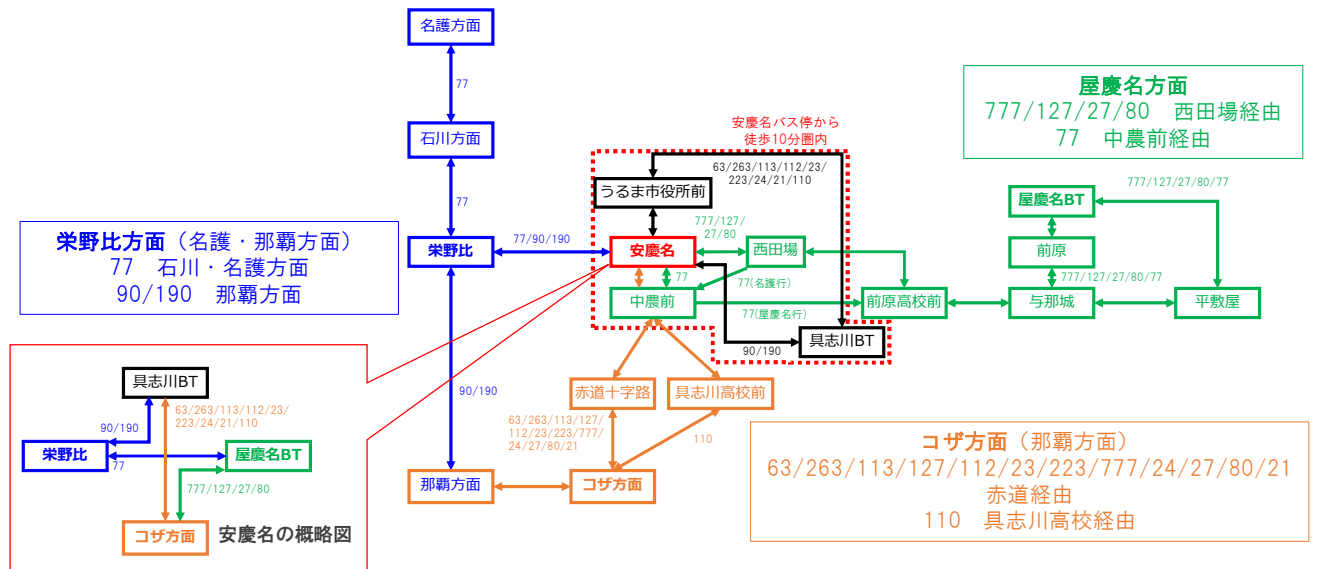 名護方面
77
石川方面
77
栄野比方面（名護・那覇方面）
77　石川・名護方面
90/190　那覇方面
栄野比
77/90/190
安慶名バス停から
徒歩10分圏内
63/263/113/112/23/
223/24/21/110
うるま市役所前
安慶名
777/127/
27/80
西田場
77
77(名護行)
中農前
77(屋慶名行)
前原高校前
90/190
具志川BT
屋慶名方面
777/127/27/80　西田場経由
77　中農前経由
屋慶名BT
777/127/27/80/77
前原
777/127/27/80/77
与那城
平敷屋
90/190
赤道十字路
具志川高校前
63/263/113/127/
112/23/223/777/
24/27/80/21
110
那覇方面
コザ方面
コザ方面（那覇方面）
63/263/113/127/112/23/223/777/24/27/80/21
赤道経由
110　具志川高校経由
具志川BT
63/263/113/112/23/
223/24/21/110
90/190
栄野比
77
屋慶名BT
777/127/27/80
コザ方面
安慶名の概略図